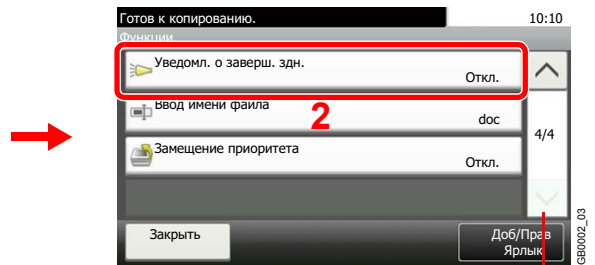 Готов к копированию.
10:10
Функции
Уведомл. о заверш. здн.
Откл.
Ввод имени файла
doc
2
4/4
Замещение приоритета
Откл.
Закрыть
Доб/Прав
Ярлык
GB0002_03